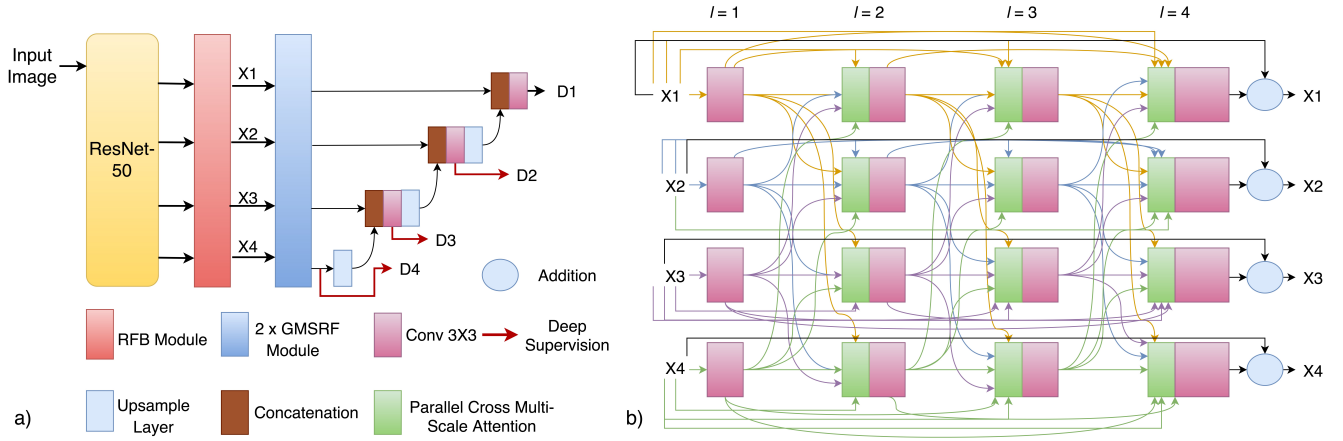 Input
Image
ResNet-
50
X1
X2
X3
X4
D1
D2
D3
D4
Addition
RFB Module
2 x GMSRF
Module
Conv 3X3
Deep
Supervision
Upsample
Layer
Concatenation
Parallel Cross Multi-
Scale Attention
a)
l = 1
l = 2
l = 3
l = 4
X1
X1
X2
X2
X3
X3
X4
X4
b)